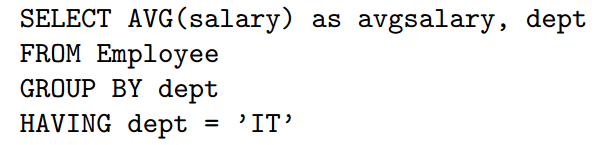 SELECT AVG(salary) as avgsalary, dept
FROM Employee
GROUP BY dept
HAVING dept = ’IT’